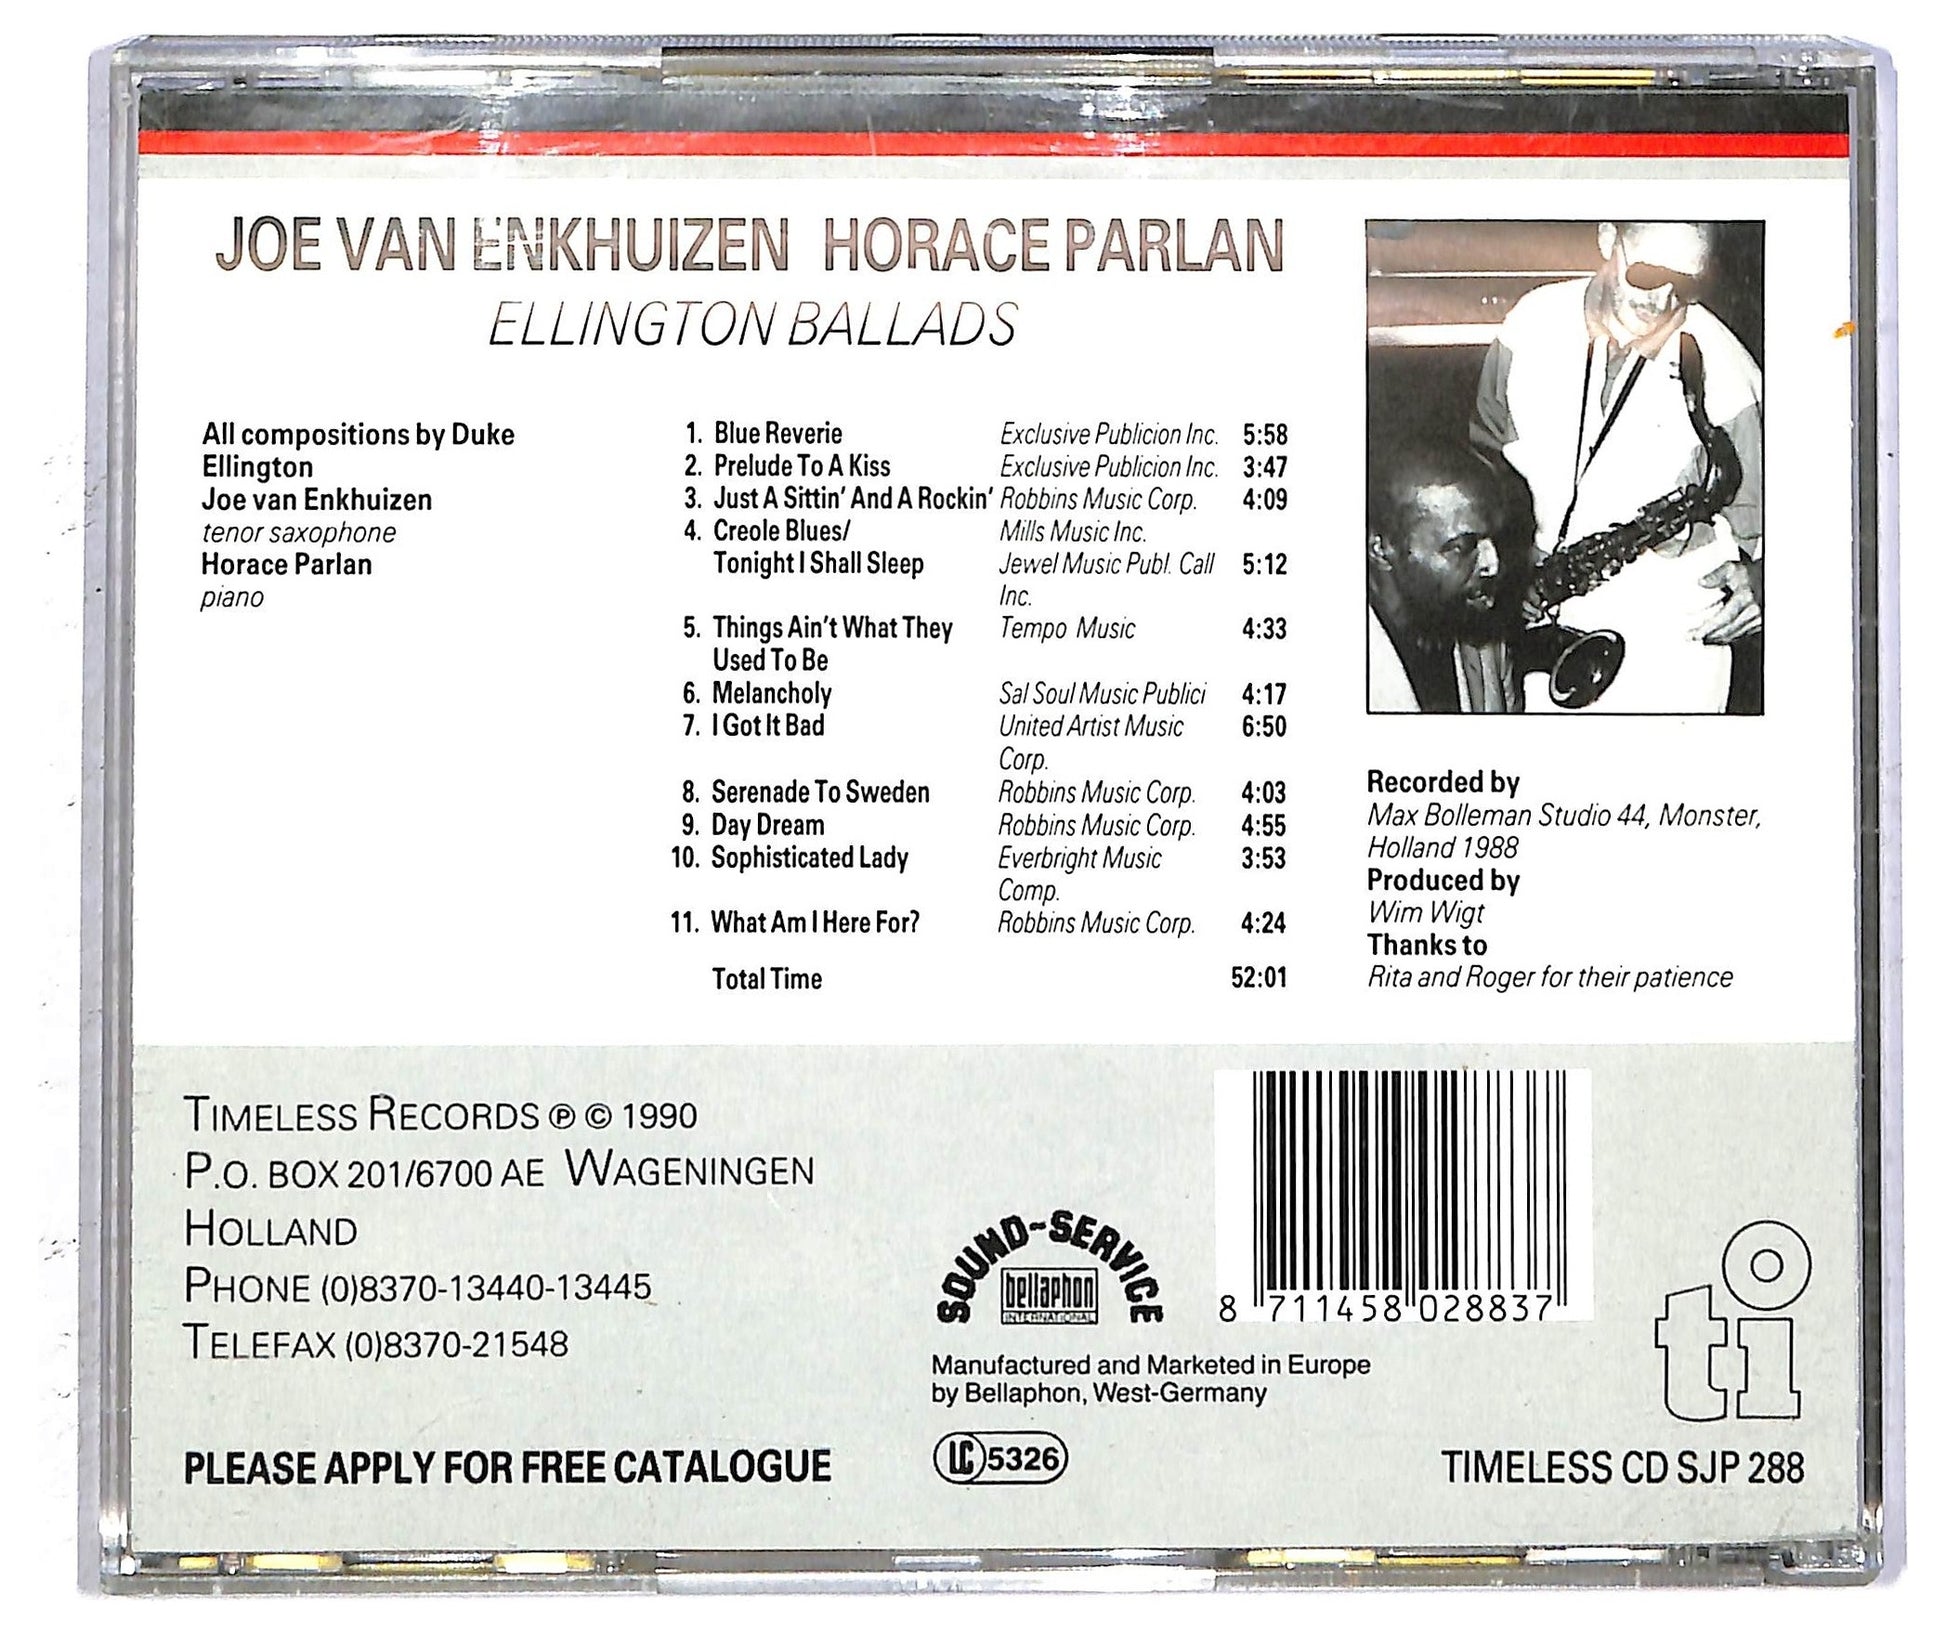 JOE VAN ENKHUIZEN HORACE PARLAN
ELLINGTON BALLADS
All compositions by Duke
Ellington
Joe van Enkhuizen
tenor saxophone
Horace Parlan
piano
1. Blue Reverie Exclusive Publicion Inc. 5:58
2. Prelude To A Kiss Exclusive Publicion Inc. 3:47
3. Just A Sittin' And A Rockin' Robbins Music Corp. 4:09
4. Creole Blues/ Mills Music Inc.
Tonight I Shall Sleep Jewel Music Publ. Call 5:12
Inc.
5. Things Ain't What They Tempo Music 4:33
Used To Be
6. Melancholy Sal Soul Music Publici 4:17
7. I Got It Bad United Artist Music 6:50
Corp.
8. Serenade To Sweden Robbins Music Corp. 4:03
9. Day Dream Robbins Music Corp. 4:55
10. Sophisticated Lady Everbright Music 3:53
Comp.
11. What Am I Here For? Robbins Music Corp. 4:24
Total Time 52:01
Recorded by
Max Bolleman Studio 44, Monster,
Holland 1988
Produced by
Wim Wigt
Thanks to
Rita and Roger for their patience
TIMELESS RECORDS ℗ © 1990
P.O. BOX 201/6700 AE WAGENINGEN
HOLLAND
PHONE (0)8370-13440-13445
TELEFAX (0)8370-21548
PLEASE APPLY FOR FREE CATALOGUE
SOUND-SERVICE
bellaphon
INTERNATIONAL
Manufactured and Marketed in Europe
by Bellaphon, West-Germany
LC 5326
8 711458 028837
ti
TIMELESS CD SJP 288